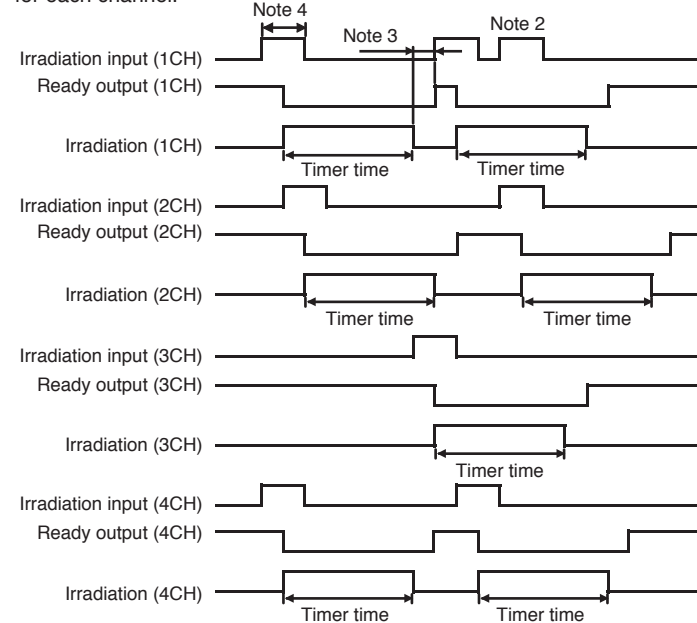 for each channel.
Note 4
Note 2
Note 3
Irradiation input (1CH)
Ready output (1CH)
Irradiation (1CH)
Timer time
Timer time
Irradiation input (2CH)
Ready output (2CH)
Irradiation (2CH)
Timer time
Timer time
Irradiation input (3CH)
Ready output (3CH)
Irradiation (3CH)
Timer time
Irradiation input (4CH)
Ready output (4CH)
Irradiation (4CH)
Timer time
Timer time